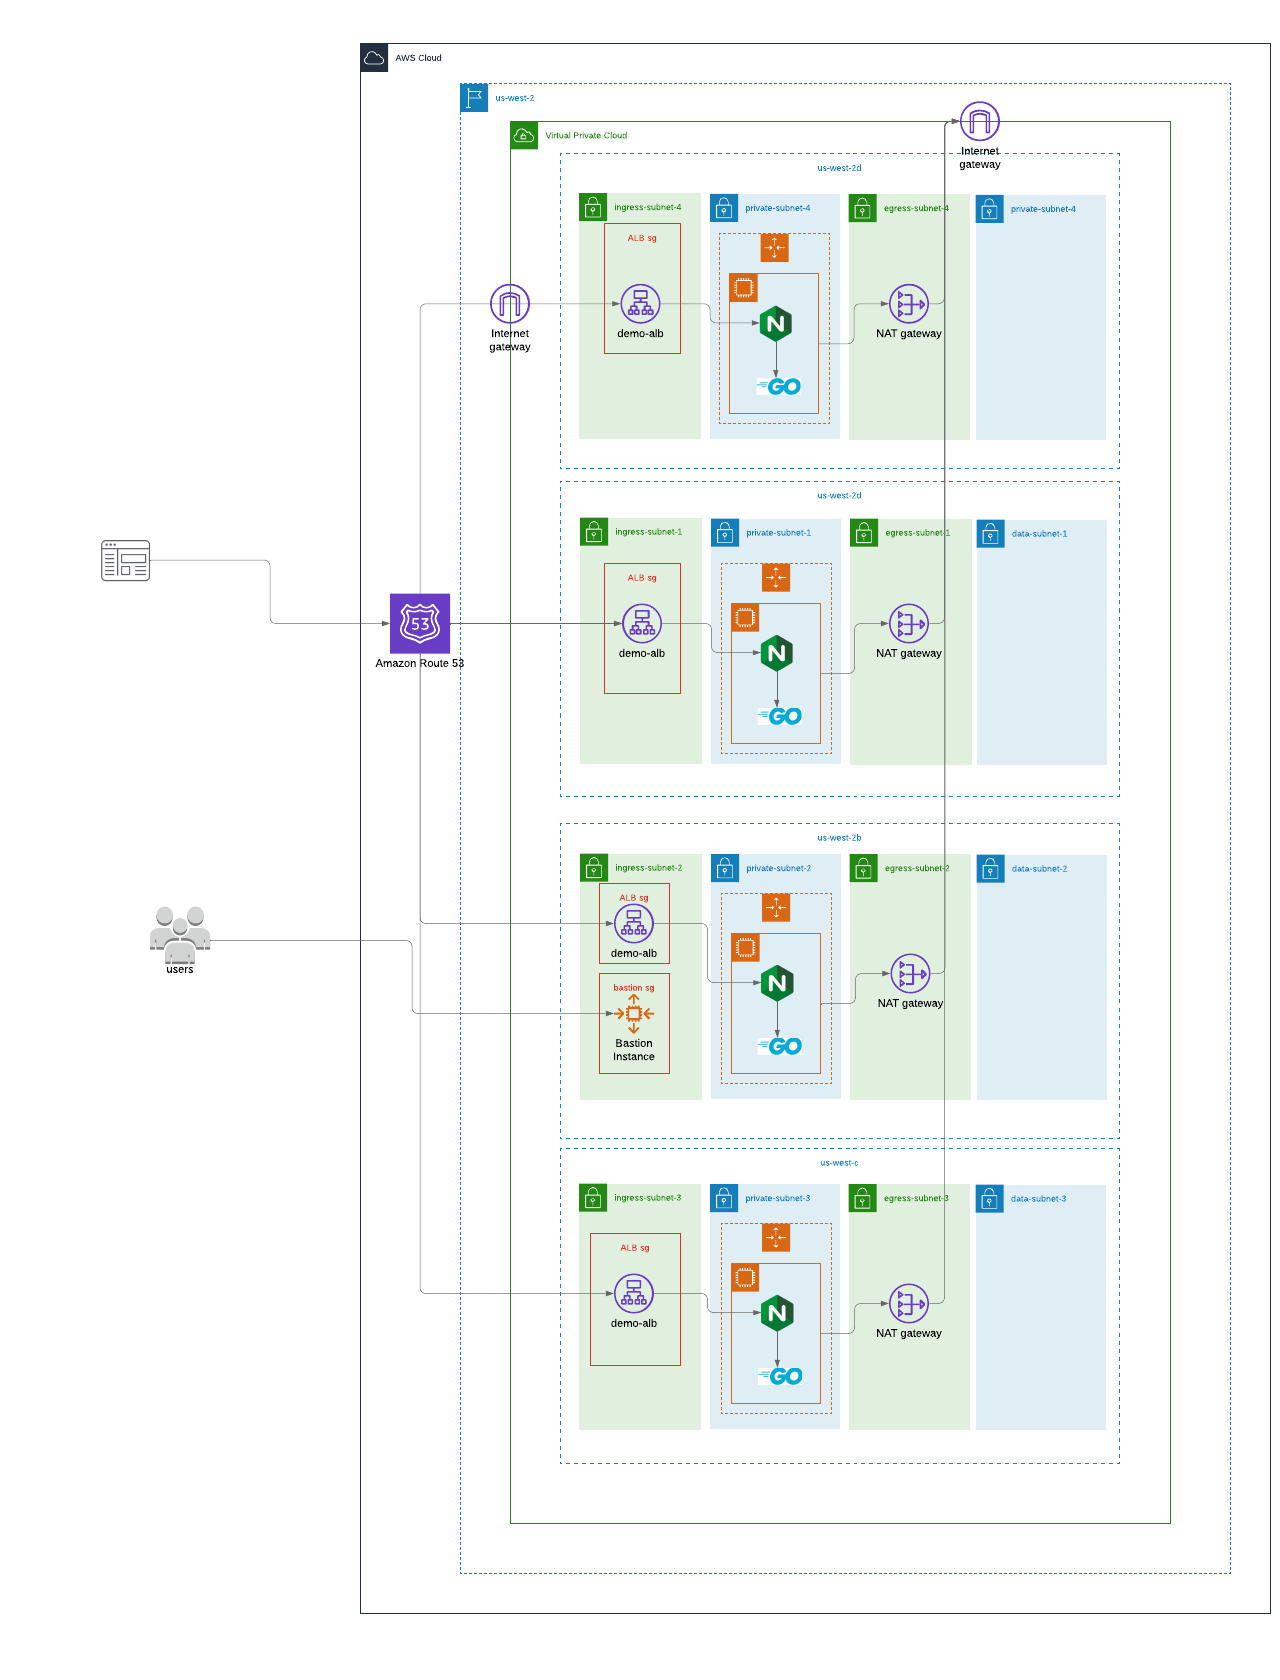 AWS Cloud
us-west-2
Virtual Private Cloud
Internet
gateway
us-west-2d
ingress-subnet-4
private-subnet-4
egress-subnet-4
private-subnet-4
ALB sg
Internet
gateway
demo-alb
N
GO
NAT gateway
us-west-2d
ingress-subnet-1
private-subnet-1
egress-subnet-1
data-subnet-1
ALB sg
53
Amazon Route 53
demo-alb
N
GO
NAT gateway
us-west-2b
ingress-subnet-2
private-subnet-2
egress-subnet-2
data-subnet-2
ALB sg
demo-alb
users
bastion sg
Bastion
Instance
N
GO
NAT gateway
us-west-c
ingress-subnet-3
private-subnet-3
egress-subnet-3
data-subnet-3
ALB sg
demo-alb
N
GO
NAT gateway